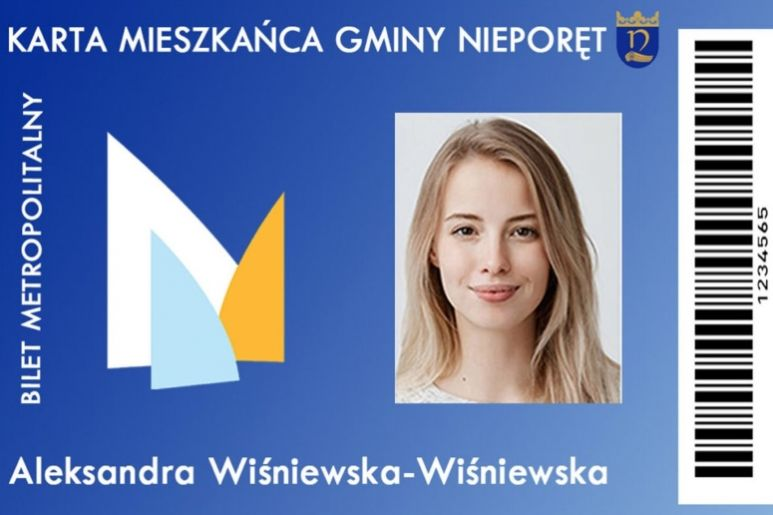 KARTA MIESZKAŃCA GMINY NIEPORĘT
BILET METROPOLITALNY
1234565
Aleksandra Wiśniewska-Wiśniewska